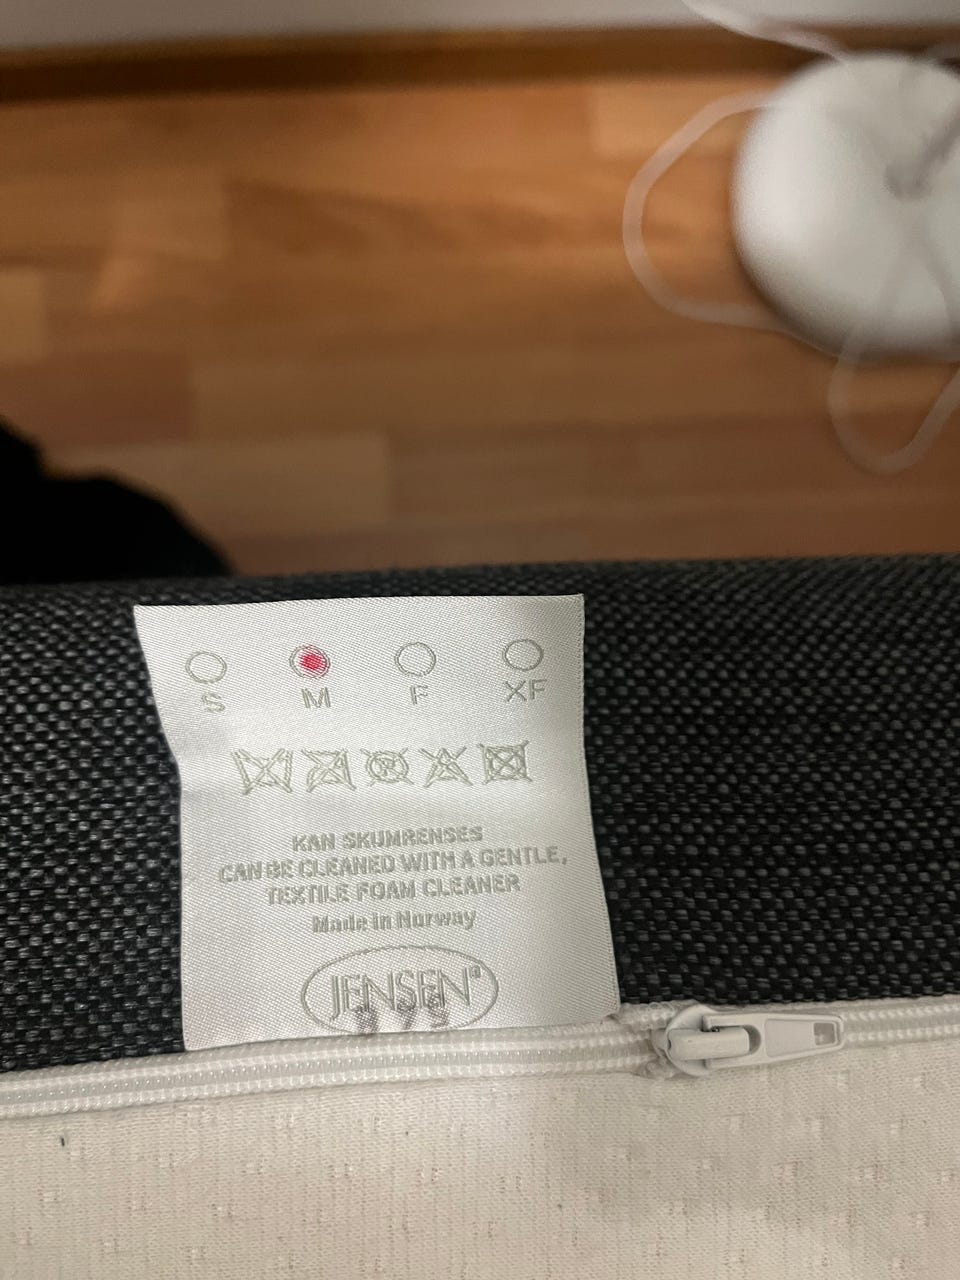 S M F XF
KAN SKUMRENSES
CAN BE CLEANED WITH A GENTLE,
TEXTILE FOAM CLEANER
Made in Norway
JENSEN®